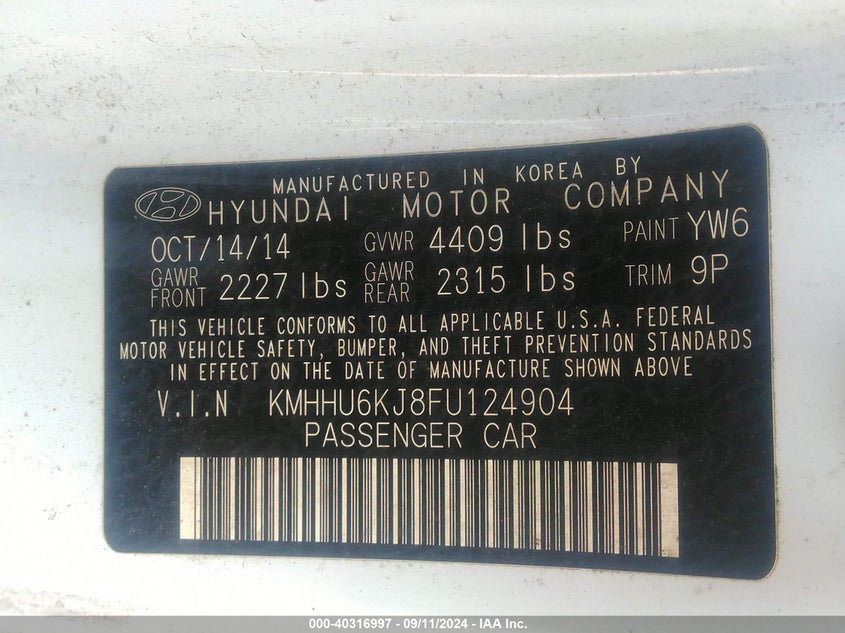 MANUFACTURED IN KOREA BY
HYUNDAI MOTOR COMPANY
OCT/14/14 GVWR 4409 lbs PAINT YW6
GAWR FRONT 2227 lbs GAWR REAR 2315 lbs TRIM 9P
THIS VEHICLE CONFORMS TO ALL APPLICABLE U.S.A. FEDERAL
MOTOR VEHICLE SAFETY, BUMPER, AND THEFT PREVENTION STANDARDS
IN EFFECT ON THE DATE OF MANUFACTURE SHOWN ABOVE
V.I.N KMHHU6KJ8FU124904
PASSENGER CAR
000-40316997 - 09/11/2024 - IAA Inc.